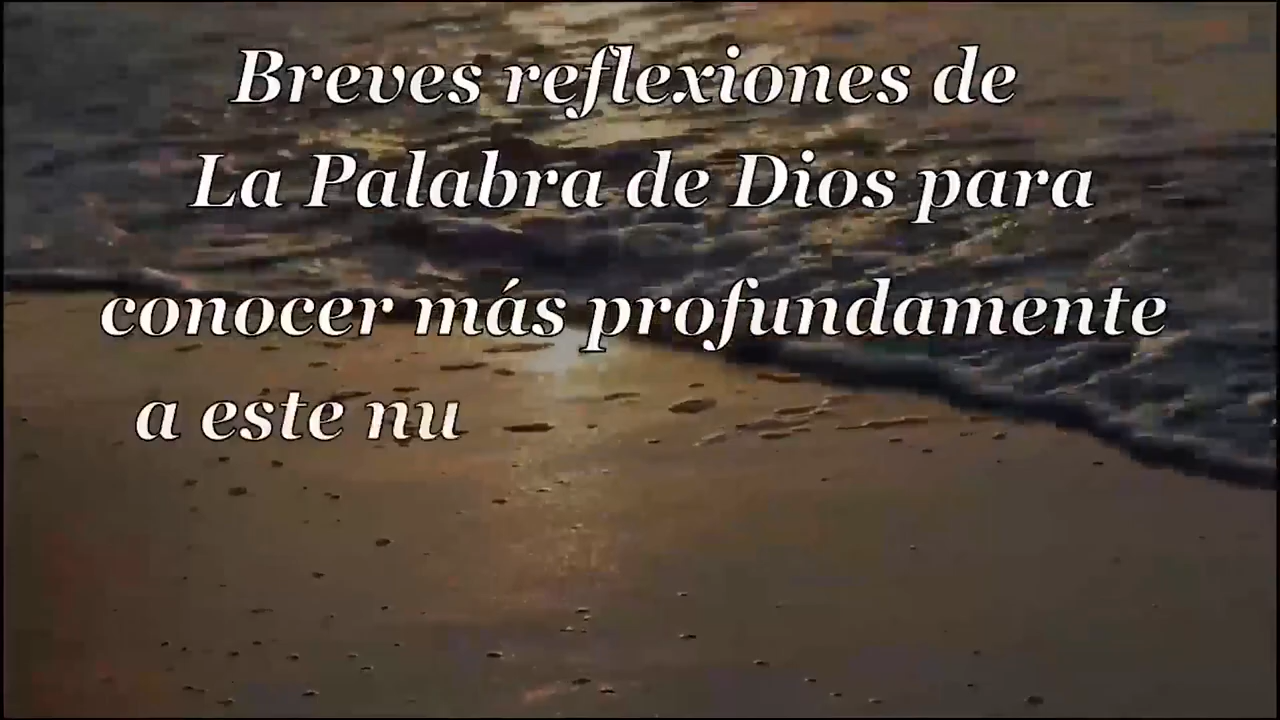 Breves reflexiones de
La Palabra de Dios para
conocer más profundamente
a este nu